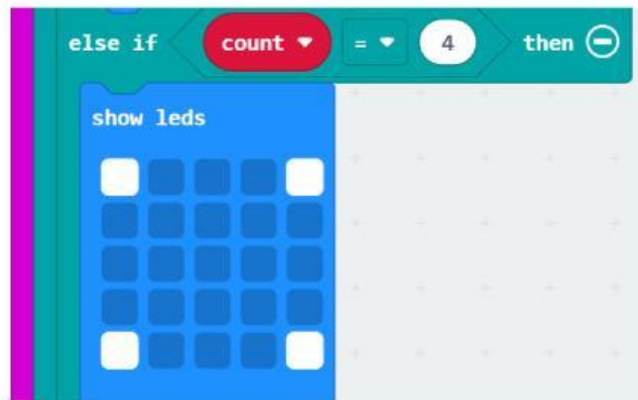 else if count = 4 then
show leds